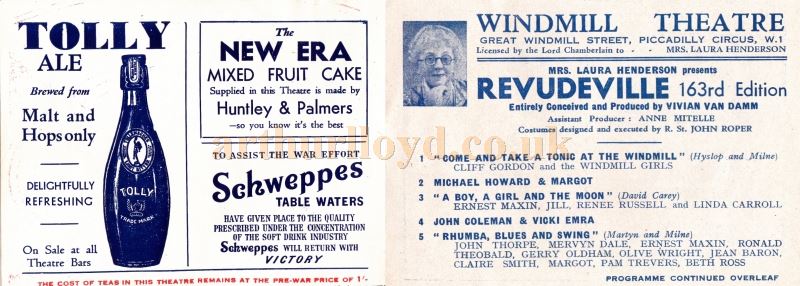 TOLLY
ALE
Brewed from
Malt and
Hops only
DELIGHTFULLY
REFRESHING
On Sale at all
Theatre Bars
TOLLY
TRADE MARK
The
NEW ERA
MIXED FRUIT CAKE
Supplied in this Theatre is made by
Huntley & Palmers
—so you know it's the best
TO ASSIST THE WAR EFFORT
Schweppes
TABLE WATERS
HAVE GIVEN PLACE TO THE QUALITY
PRESCRIBED UNDER THE CONCENTRATION
OF THE SOFT DRINK INDUSTRY
Schweppes WILL RETURN WITH
VICTORY
THE COST OF TEAS IN THIS THEATRE REMAINS AT THE PRE-WAR PRICE OF 1/-
arthurlloyd.co.uk
WINDMILL THEATRE
GREAT WINDMILL STREET, PICCADILLY CIRCUS, W.1
Licensed by the Lord Chamberlain to - - MRS. LAURA HENDERSON
MRS. LAURA HENDERSON presents
REVUDEVILLE 163rd Edition
Entirely Conceived and Produced by VIVIAN VAN DAMM
Assistant Producer : ANNE MITELLE
Costumes designed and executed by R. St. JOHN ROPER
1 "COME AND TAKE A TONIC AT THE WINDMILL" (Hyslop and Milne)
CLIFF GORDON and the WINDMILL GIRLS
2 MICHAEL HOWARD & MARGOT
3 "A BOY, A GIRL AND THE MOON" (David Carey)
ERNEST MAXIN, JILL, RENEE RUSSELL and LINDA CARROLL
4 JOHN COLEMAN & VICKI EMRA
5 "RHUMBA, BLUES AND SWING" (Martyn and Milne)
JOHN THORPE, MERVYN DALE, ERNEST MAXIN, RONALD
THEOBALD, GERRY OLDHAM, OLIVE WRIGHT, JEAN BARON,
CLAIRE SMITH, MARGOT, PAM TREVERS, BETH ROSS
PROGRAMME CONTINUED OVERLEAF